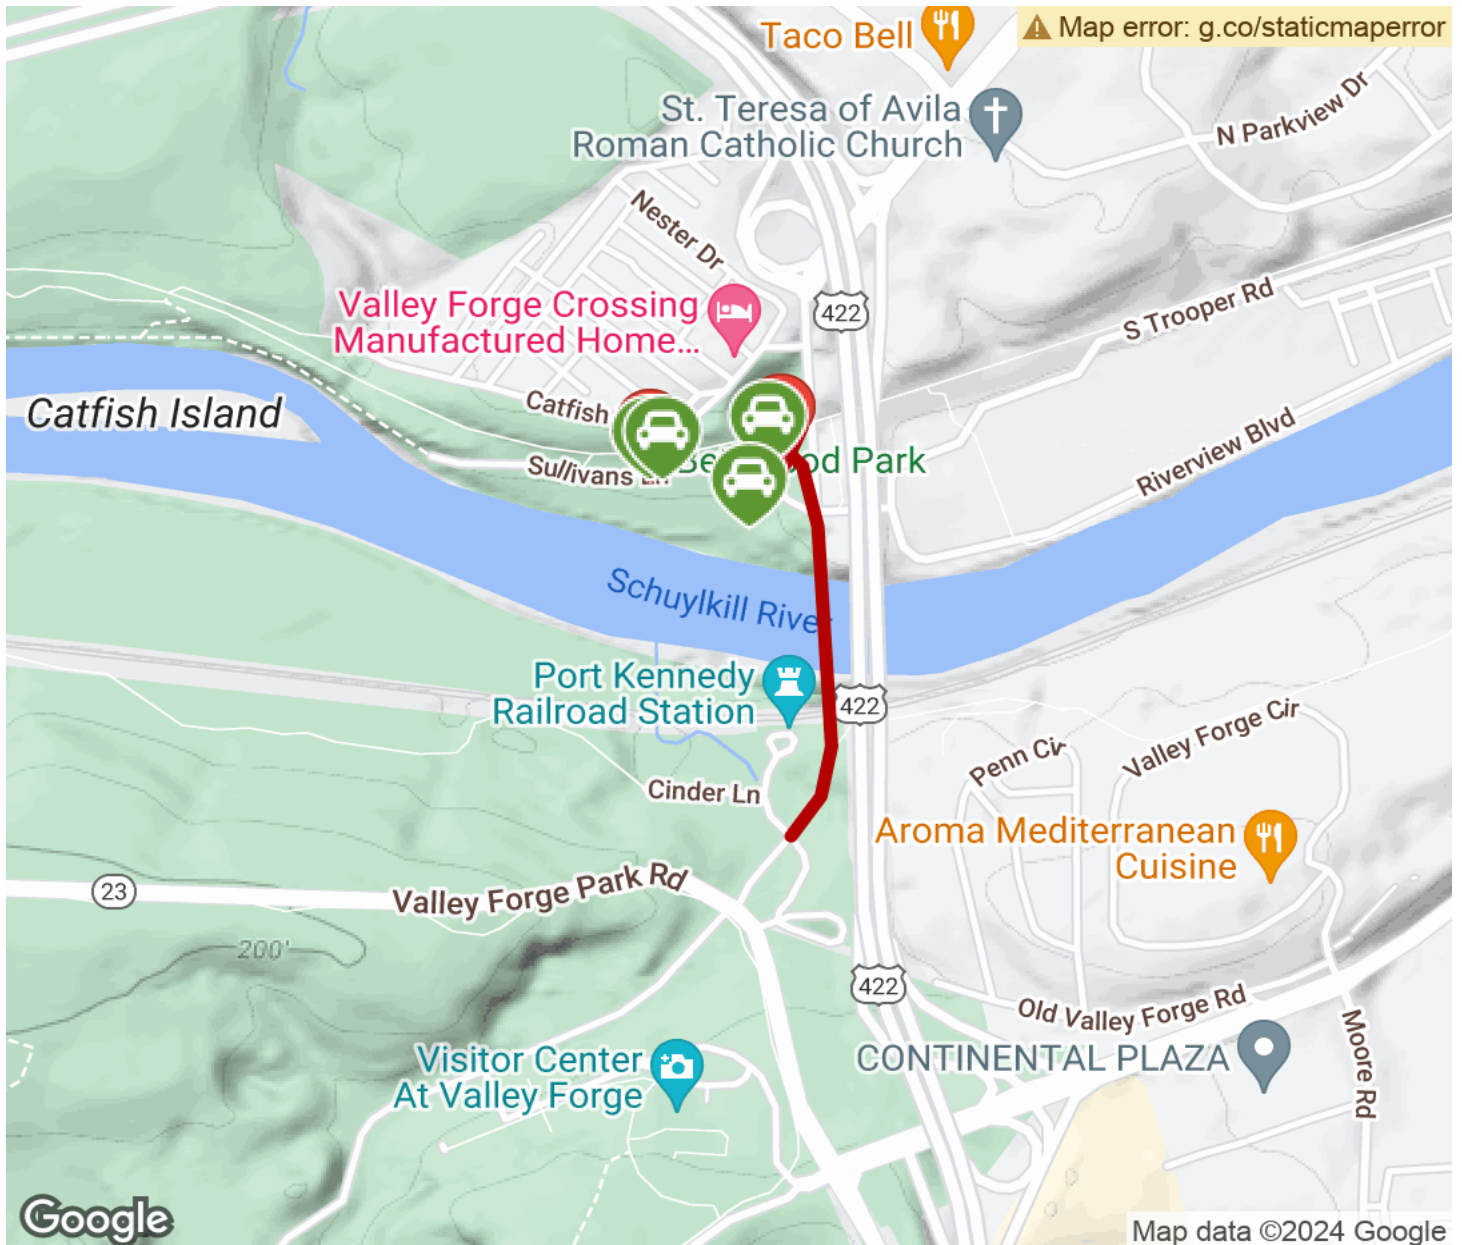 Taco Bell
Map error: g.co/staticmaperror
St. Teresa of Avila
Roman Catholic Church
N Parkview Dr
Nester Dr
Valley Forge Crossing
Manufactured Home...
422
S Trooper Rd
Catfish Island
Catfish
Sullivans
Park
Riverview Blvd
Schuylkill River
Port Kennedy
Railroad Station
422
Valley Forge Cir
Penn Cir
Cinder Ln
Aroma Mediterranean
Cuisine
23
Valley Forge Park Rd
200'
422
Old Valley Forge Rd
Moore Rd
Visitor Center
At Valley Forge
CONTINENTAL PLAZA
Google
Map data ©2024 Google